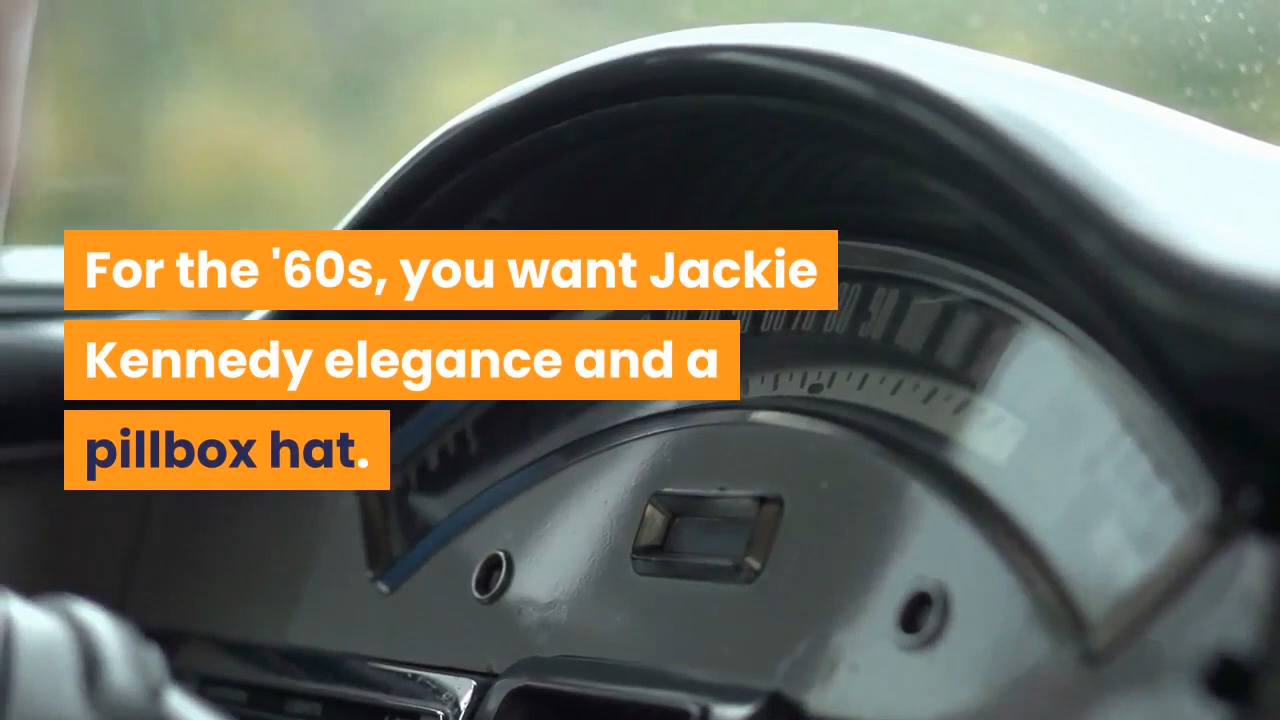 For the '60s, you want Jackie
Kennedy elegance and a
pillbox hat.